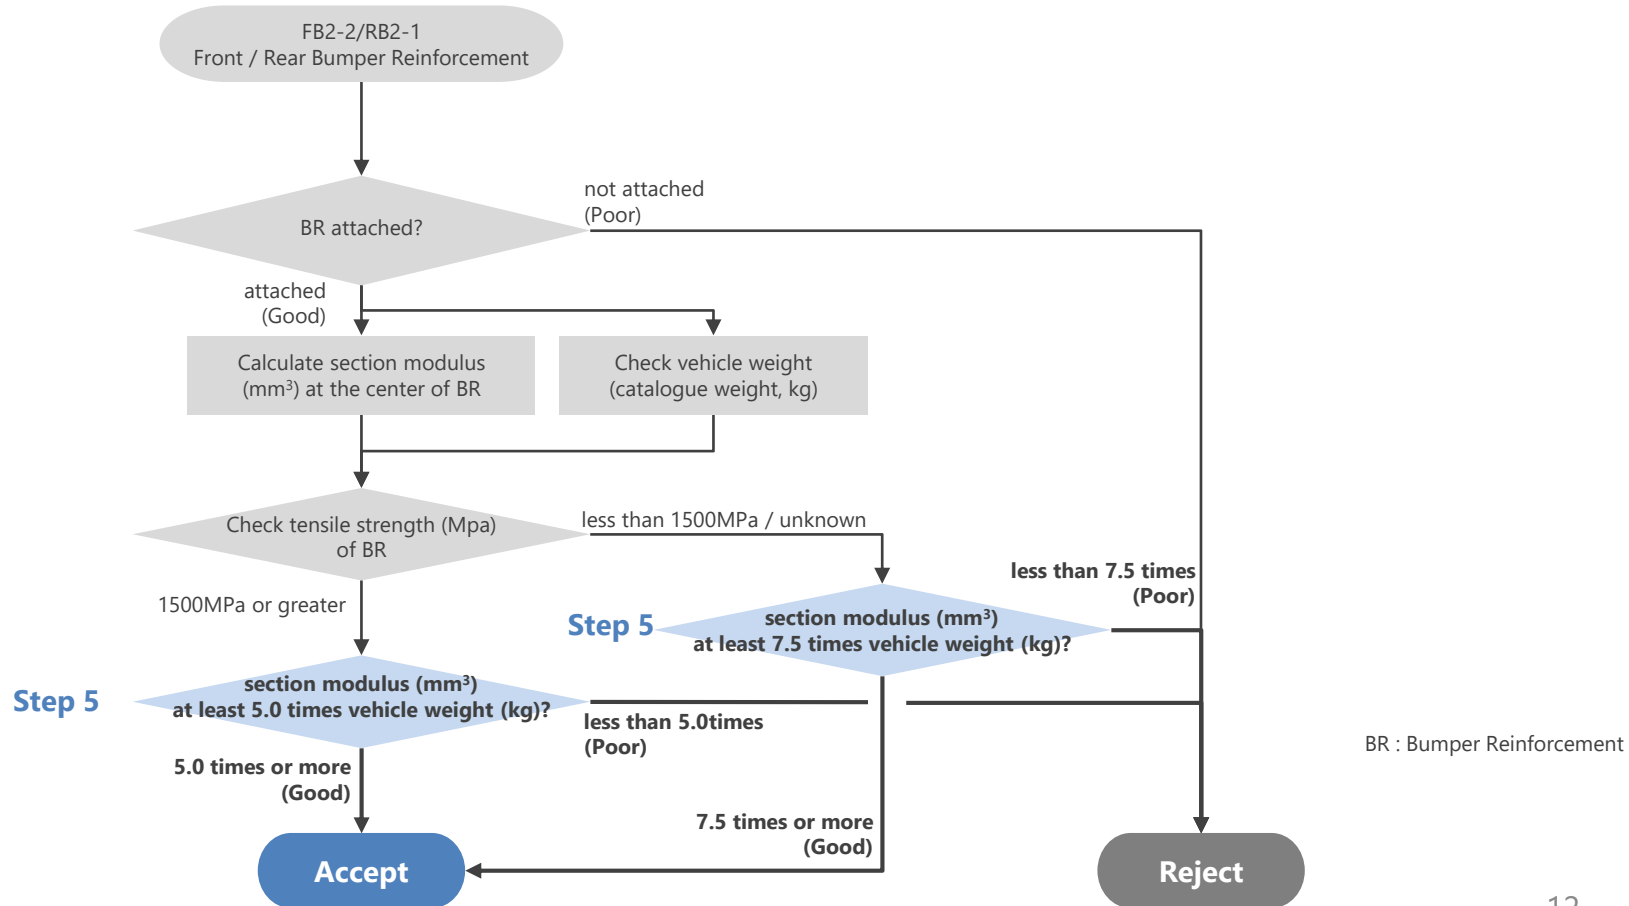 FB2-2/RB2-1
Front / Rear Bumper Reinforcement
not attached
(Poor)
BR attached?
attached
(Good)
Calculate section modulus
(mm³) at the center of BR
Check vehicle weight
(catalogue weight, kg)
Check tensile strength (Mpa)
of BR
less than 1500MPa / unknown
1500MPa or greater
less than 7.5 times
(Poor)
Step 5
section modulus (mm³)
at least 7.5 times vehicle weight (kg)?
Step 5
section modulus (mm³)
at least 5.0 times vehicle weight (kg)?
less than 5.0times
(Poor)
BR : Bumper Reinforcement
5.0 times or more
(Good)
7.5 times or more
(Good)
Accept
Reject